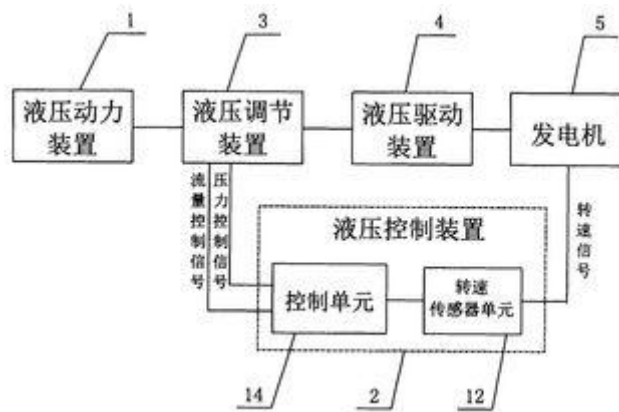 1
3
4
5
液压动力
装置
液压调节
装置
液压驱动
装置
发电机
流量控制信号
压力控制信号
转速信号
液压控制装置
控制单元
转速
传感器单元
14
2
12